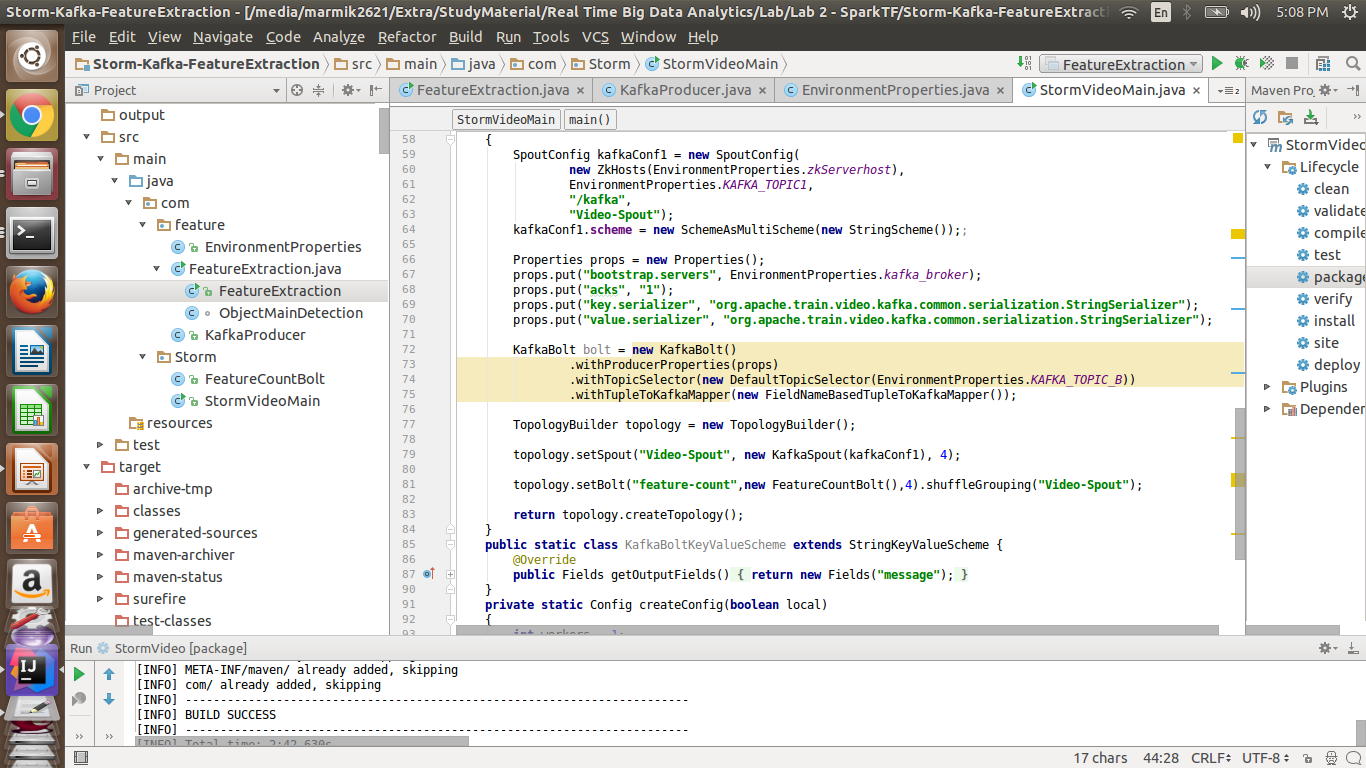 Storm-Kafka-FeatureExtraction - [/media/marmik2621/Extra/StudyMaterial/Real Time Big Data Analytics/Lab/Lab 2 - SparkTF/Storm-Kafka-FeatureExtracti
En
5:08 PM
File Edit View Navigate Code Analyze Refactor Build Run Tools VCS Window Help
Storm-Kafka-FeatureExtraction src main java com Storm StormVideoMain
FeatureExtraction
Project
FeatureExtraction.java KafkaProducer.java EnvironmentProperties.java StormVideoMain.java
Maven Proj
StormVideoMain main()
output
src
main
java
com
feature
EnvironmentProperties
FeatureExtraction.java
FeatureExtraction
ObjectMainDetection
KafkaProducer
Storm
FeatureCountBolt
StormVideoMain
resources
test
target
archive-tmp
classes
generated-sources
maven-archiver
maven-status
surefire
test-classes
58 {
59 SpoutConfig kafkaConf1 = new SpoutConfig(
60 new ZkHosts(EnvironmentProperties.zkServerhost),
61 EnvironmentProperties.KAFKA_TOPIC1,
62 "/kafka",
63 "Video-Spout");
64 kafkaConf1.scheme = new SchemeAsMultiScheme(new StringScheme());;
65
66 Properties props = new Properties();
67 props.put("bootstrap.servers", EnvironmentProperties.kafka_broker);
68 props.put("acks", "1");
69 props.put("key.serializer", "org.apache.train.video.kafka.common.serialization.StringSerializer");
70 props.put("value.serializer", "org.apache.train.video.kafka.common.serialization.StringSerializer");
71
72 KafkaBolt bolt = new KafkaBolt()
73 .withProducerProperties(props)
74 .withTopicSelector(new DefaultTopicSelector(EnvironmentProperties.KAFKA_TOPIC_B))
75 .withTupleToKafkaMapper(new FieldNameBasedTupleToKafkaMapper());
76
77 TopologyBuilder topology = new TopologyBuilder();
78
79 topology.setSpout("Video-Spout", new KafkaSpout(kafkaConf1), 4);
80
81 topology.setBolt("feature-count",new FeatureCountBolt(),4).shuffleGrouping("Video-Spout");
82
83 return topology.createTopology();
84 }
85 public static class KafkaBoltKeyValueScheme extends StringKeyValueScheme {
86 @Override
87 public Fields getOutputFields() { return new Fields("message"); }
90 }
91 private static Config createConfig(boolean local)
92 {
93 int workers = 1;
StormVideo
Lifecycle
clean
validate
compile
test
package
verify
install
site
deploy
Plugins
Depender
Run StormVideo [package]
[INFO] META-INF/maven/ already added, skipping
[INFO] com/ already added, skipping
[INFO] ------------------------------------------------------------------------
[INFO] BUILD SUCCESS
[INFO] ------------------------------------------------------------------------
[INFO] Total time: 2:42.630s
17 chars 44:28 CRLF UTF-8